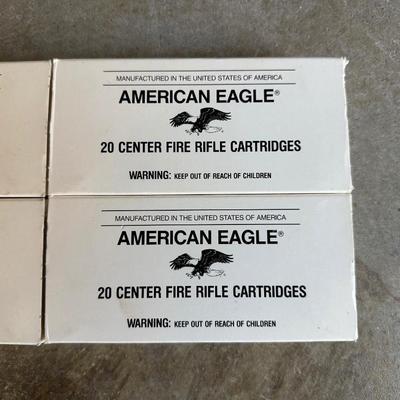 MANUFACTURED IN THE UNITED STATES OF AMERICA
AMERICAN EAGLE®
20 CENTER FIRE RIFLE CARTRIDGES
WARNING: KEEP OUT OF REACH OF CHILDREN
MANUFACTURED IN THE UNITED STATES OF AMERICA
AMERICAN EAGLE®
20 CENTER FIRE RIFLE CARTRIDGES
WARNING: KEEP OUT OF REACH OF CHILDREN